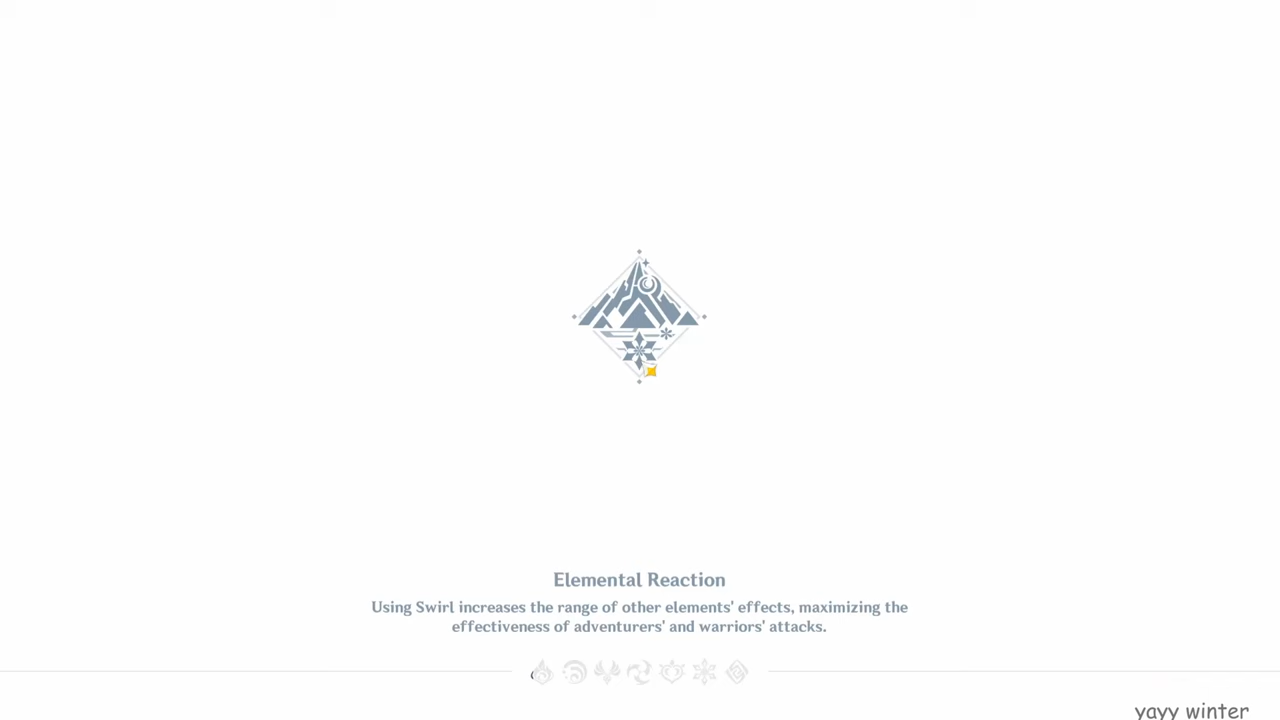 Elemental Reaction
Using Swirl increases the range of other elements' effects, maximizing the
effectiveness of adventurers' and warriors' attacks.
yayy winter